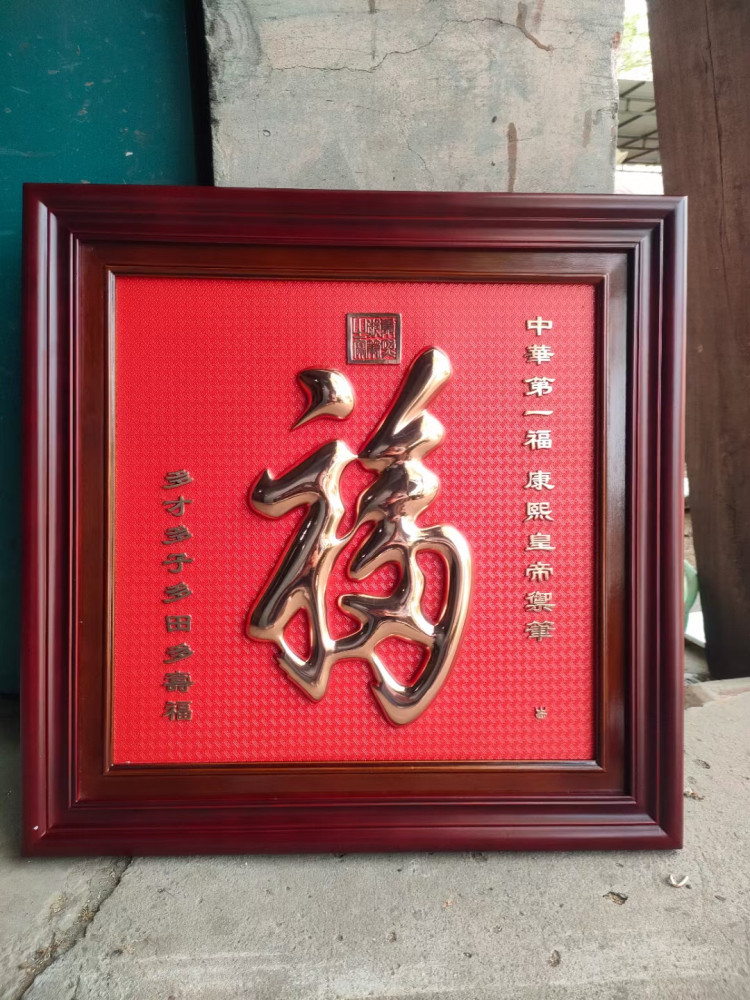 中華第一福 康熙皇帝禦筆
福
多才多子多田多壽福